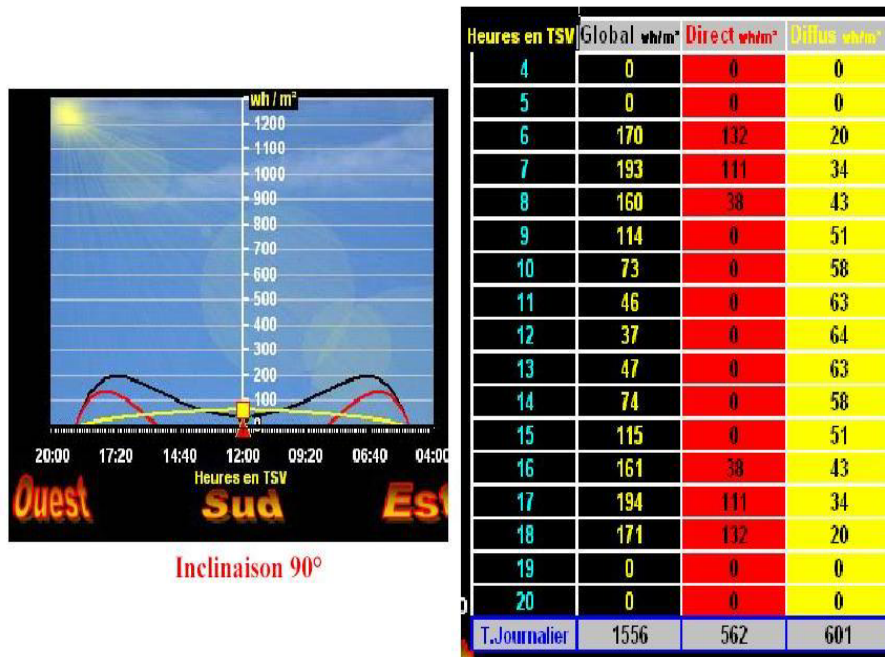 wh / m²
1200
1100
1000
900
800
700
600
500
400
300
200
100
0
20:00 17:20 14:40 12:00 09:20 06:40 04:00
Heures en TSV
Ouest Sud Est
Inclinaison 90°
Heures en TSV Global wh/m² Direct wh/m² Diffus wh/m²
4 0 0 0
5 0 0 0
6 170 132 20
7 193 111 34
8 160 38 43
9 114 0 51
10 73 0 58
11 46 0 63
12 37 0 64
13 47 0 63
14 74 0 58
15 115 0 51
16 161 38 43
17 194 111 34
18 171 132 20
19 0 0 0
20 0 0 0
T.Journalier 1556 562 601